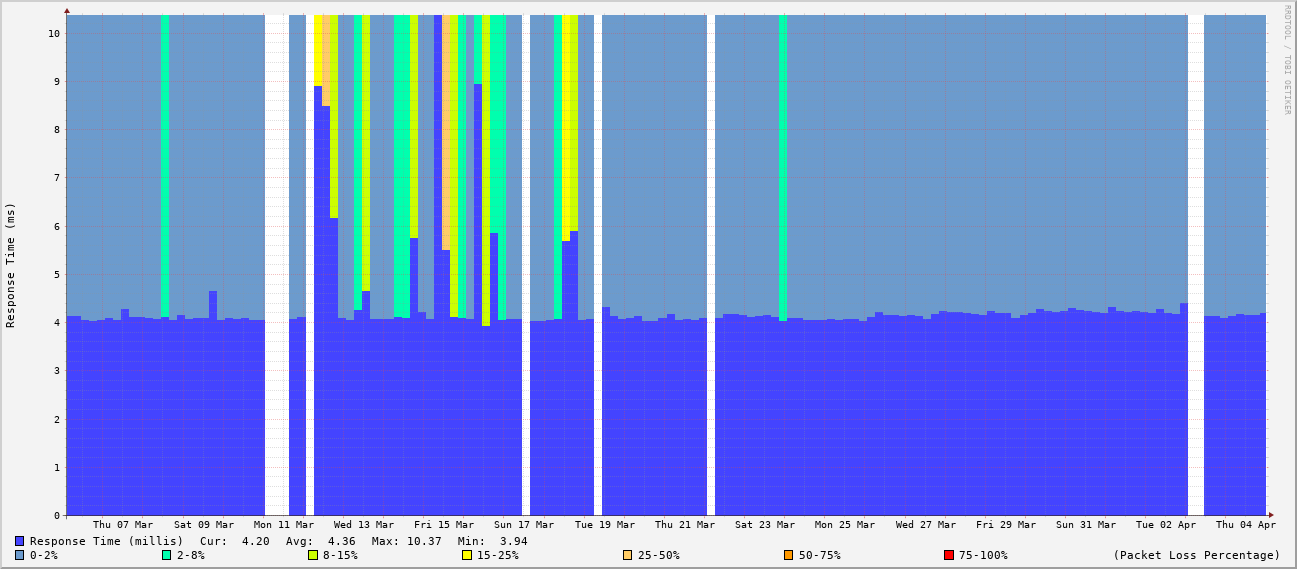 RRDTOOL / TOBI OETIKER
Response Time (ms)
10
9
8
7
6
5
4
3
2
1
0
Thu 07 Mar Sat 09 Mar Mon 11 Mar Wed 13 Mar Fri 15 Mar Sun 17 Mar Tue 19 Mar Thu 21 Mar Sat 23 Mar Mon 25 Mar Wed 27 Mar Fri 29 Mar Sun 31 Mar Tue 02 Apr Thu 04 Apr
Response Time (millis) Cur: 4.20 Avg: 4.36 Max: 10.37 Min: 3.94
0-2% 2-8% 8-15% 15-25% 25-50% 50-75% 75-100% (Packet Loss Percentage)